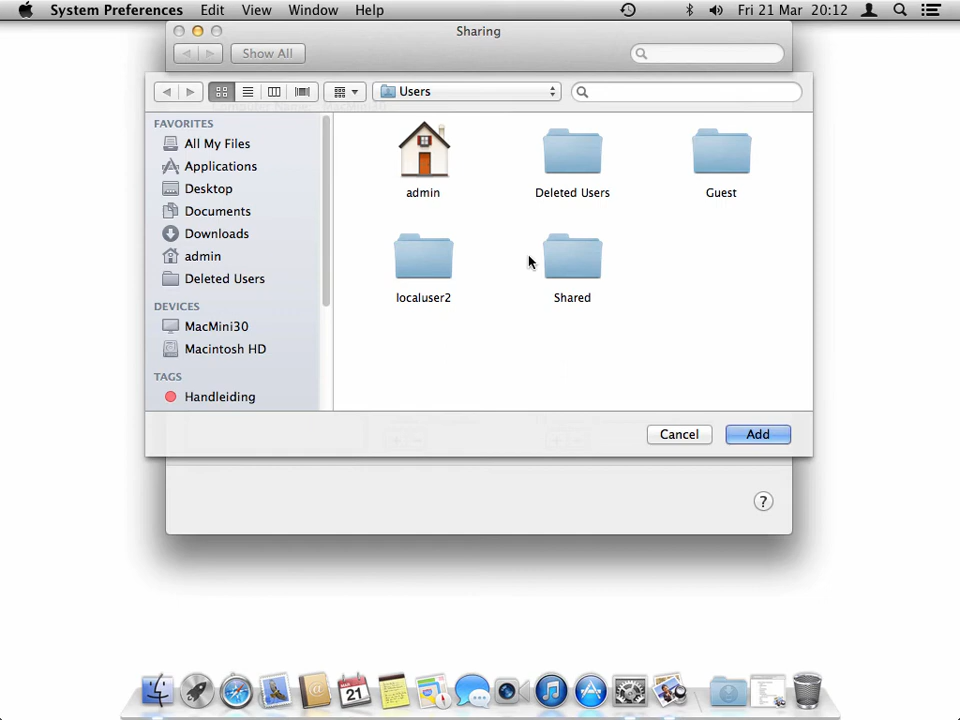 System Preferences Edit View Window Help Fri 21 Mar 20:12
Sharing
Show All
Users
FAVORITES
All My Files
Applications
Desktop
Documents
Downloads
admin
Deleted Users
DEVICES
MacMini30
Macintosh HD
TAGS
Handleiding
admin
Deleted Users
Guest
localuser2
Shared
Cancel
Add
?
21